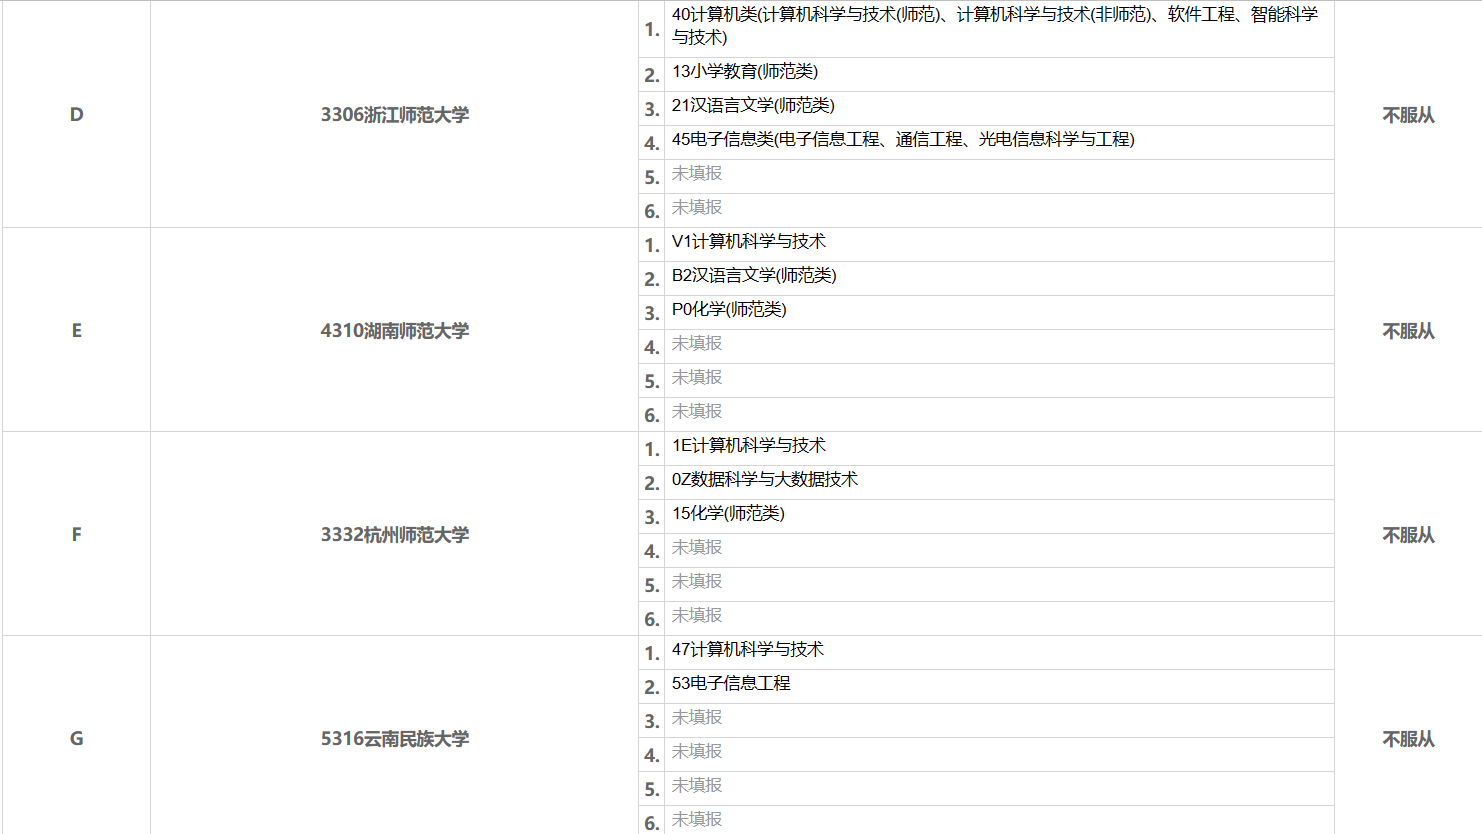 D
3306浙江师范大学
1.
40计算机类(计算机科学与技术(师范)、计算机科学与技术(非师范)、软件工程、智能科学
与技术)
2.
13小学教育(师范类)
3.
21汉语言文学(师范类)
4.
45电子信息类(电子信息工程、通信工程、光电信息科学与工程)
5.
未填报
6.
未填报
不服从
E
4310湖南师范大学
1.
V1计算机科学与技术
2.
B2汉语言文学(师范类)
3.
P0化学(师范类)
4.
未填报
5.
未填报
6.
未填报
不服从
F
3332杭州师范大学
1.
1E计算机科学与技术
2.
0Z数据科学与大数据技术
3.
15化学(师范类)
4.
未填报
5.
未填报
6.
未填报
不服从
G
5316云南民族大学
1.
47计算机科学与技术
2.
53电子信息工程
3.
未填报
4.
未填报
5.
未填报
6.
未填报
不服从